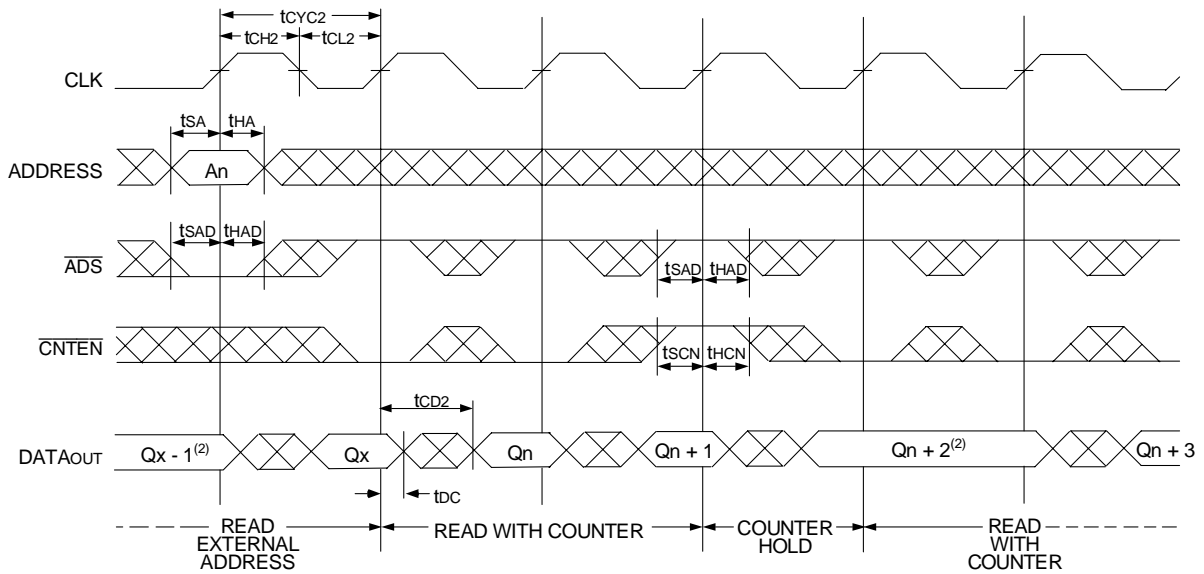 tCYC2
tCH2 tCL2
CLK
tSA tHA
ADDRESS An
tSAD tHAD
ADS
tSAD tHAD
CNTEN
tSCN tHCN
tCD2
DATAOUT Qx - 1(2) Qx Qn Qn + 1 Qn + 2(2) Qn + 3
tDC
READ EXTERNAL ADDRESS
READ WITH COUNTER
COUNTER HOLD
READ WITH COUNTER